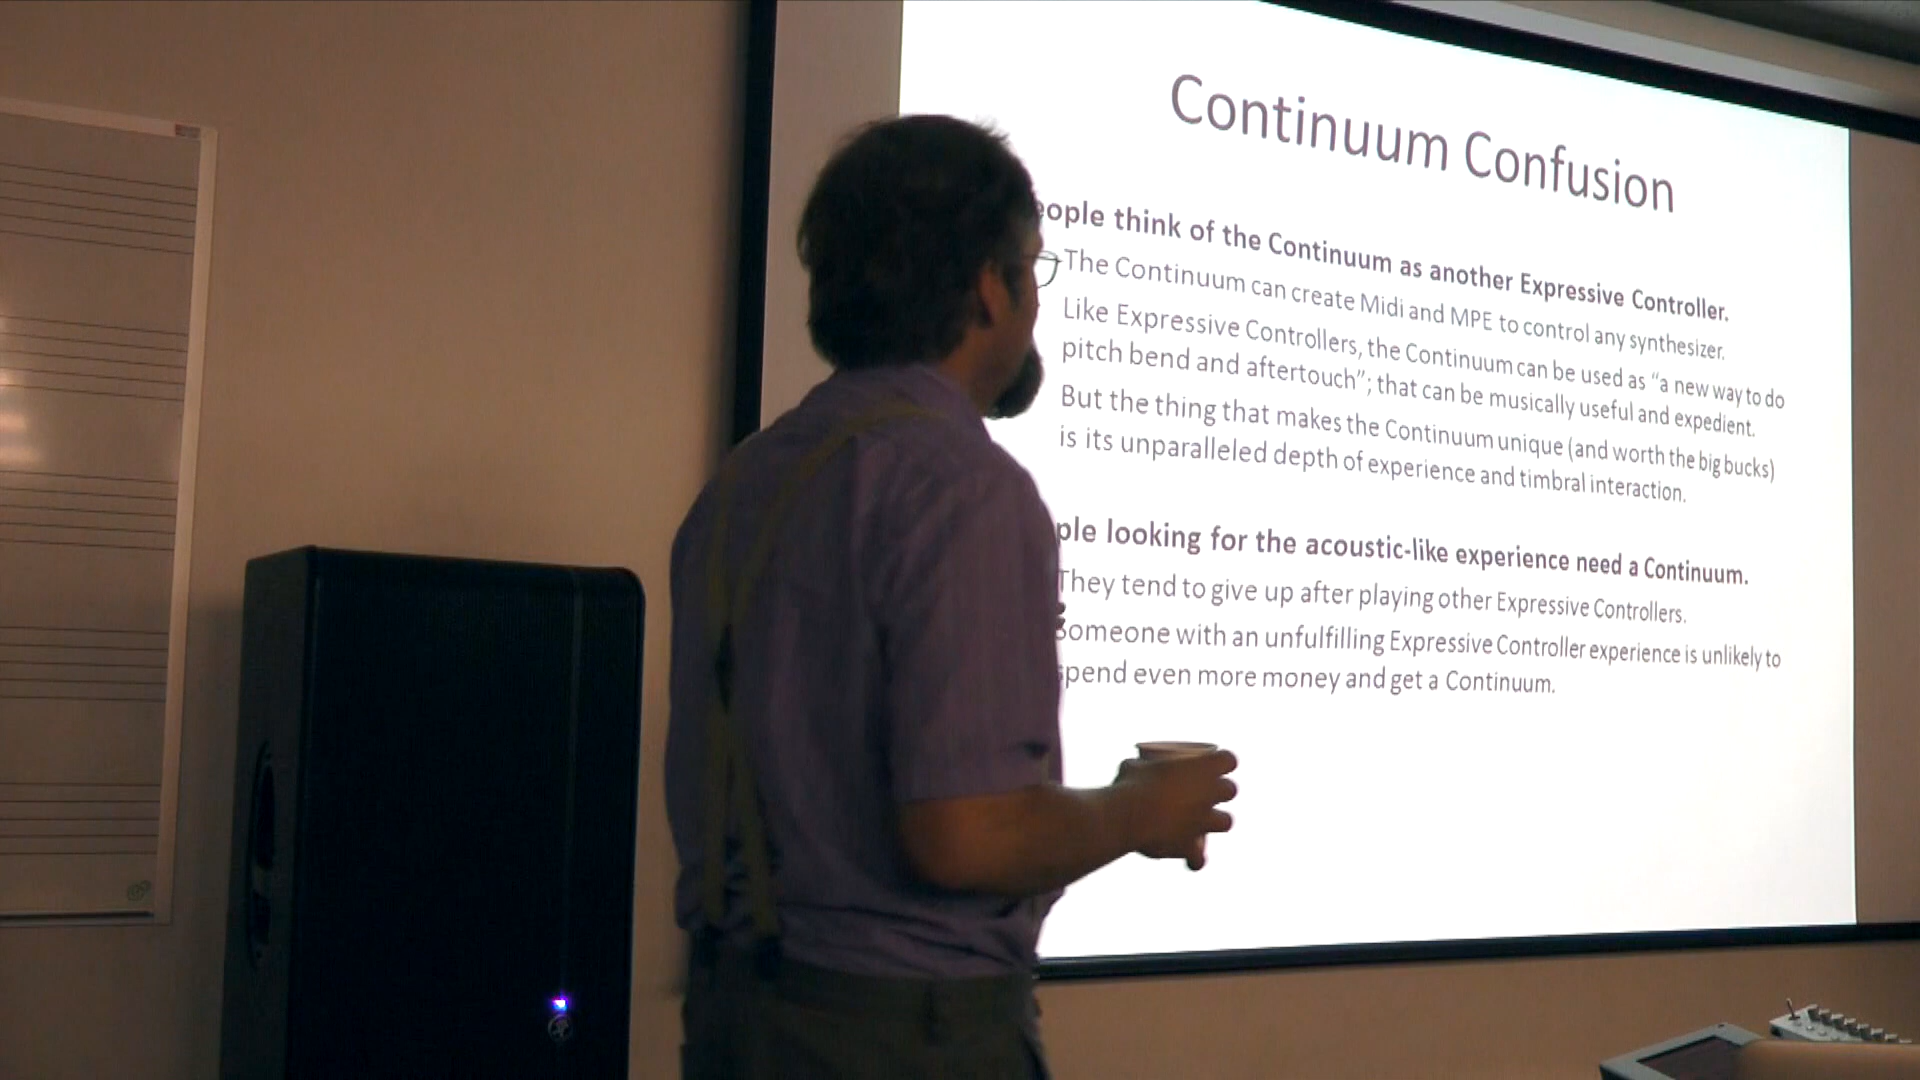 Continuum Confusion
eople think of the Continuum as another Expressive Controller.
The Continuum can create Midi and MPE to control any synthesizer.
Like Expressive Controllers, the Continuum can be used as “a new way to do
pitch bend and aftertouch”; that can be musically useful and expedient.
But the thing that makes the Continuum unique (and worth the big bucks)
is its unparalleled depth of experience and timbral interaction.
ple looking for the acoustic-like experience need a Continuum.
They tend to give up after playing other Expressive Controllers.
Someone with an unfulfilling Expressive Controller experience is unlikely to
spend even more money and get a Continuum.